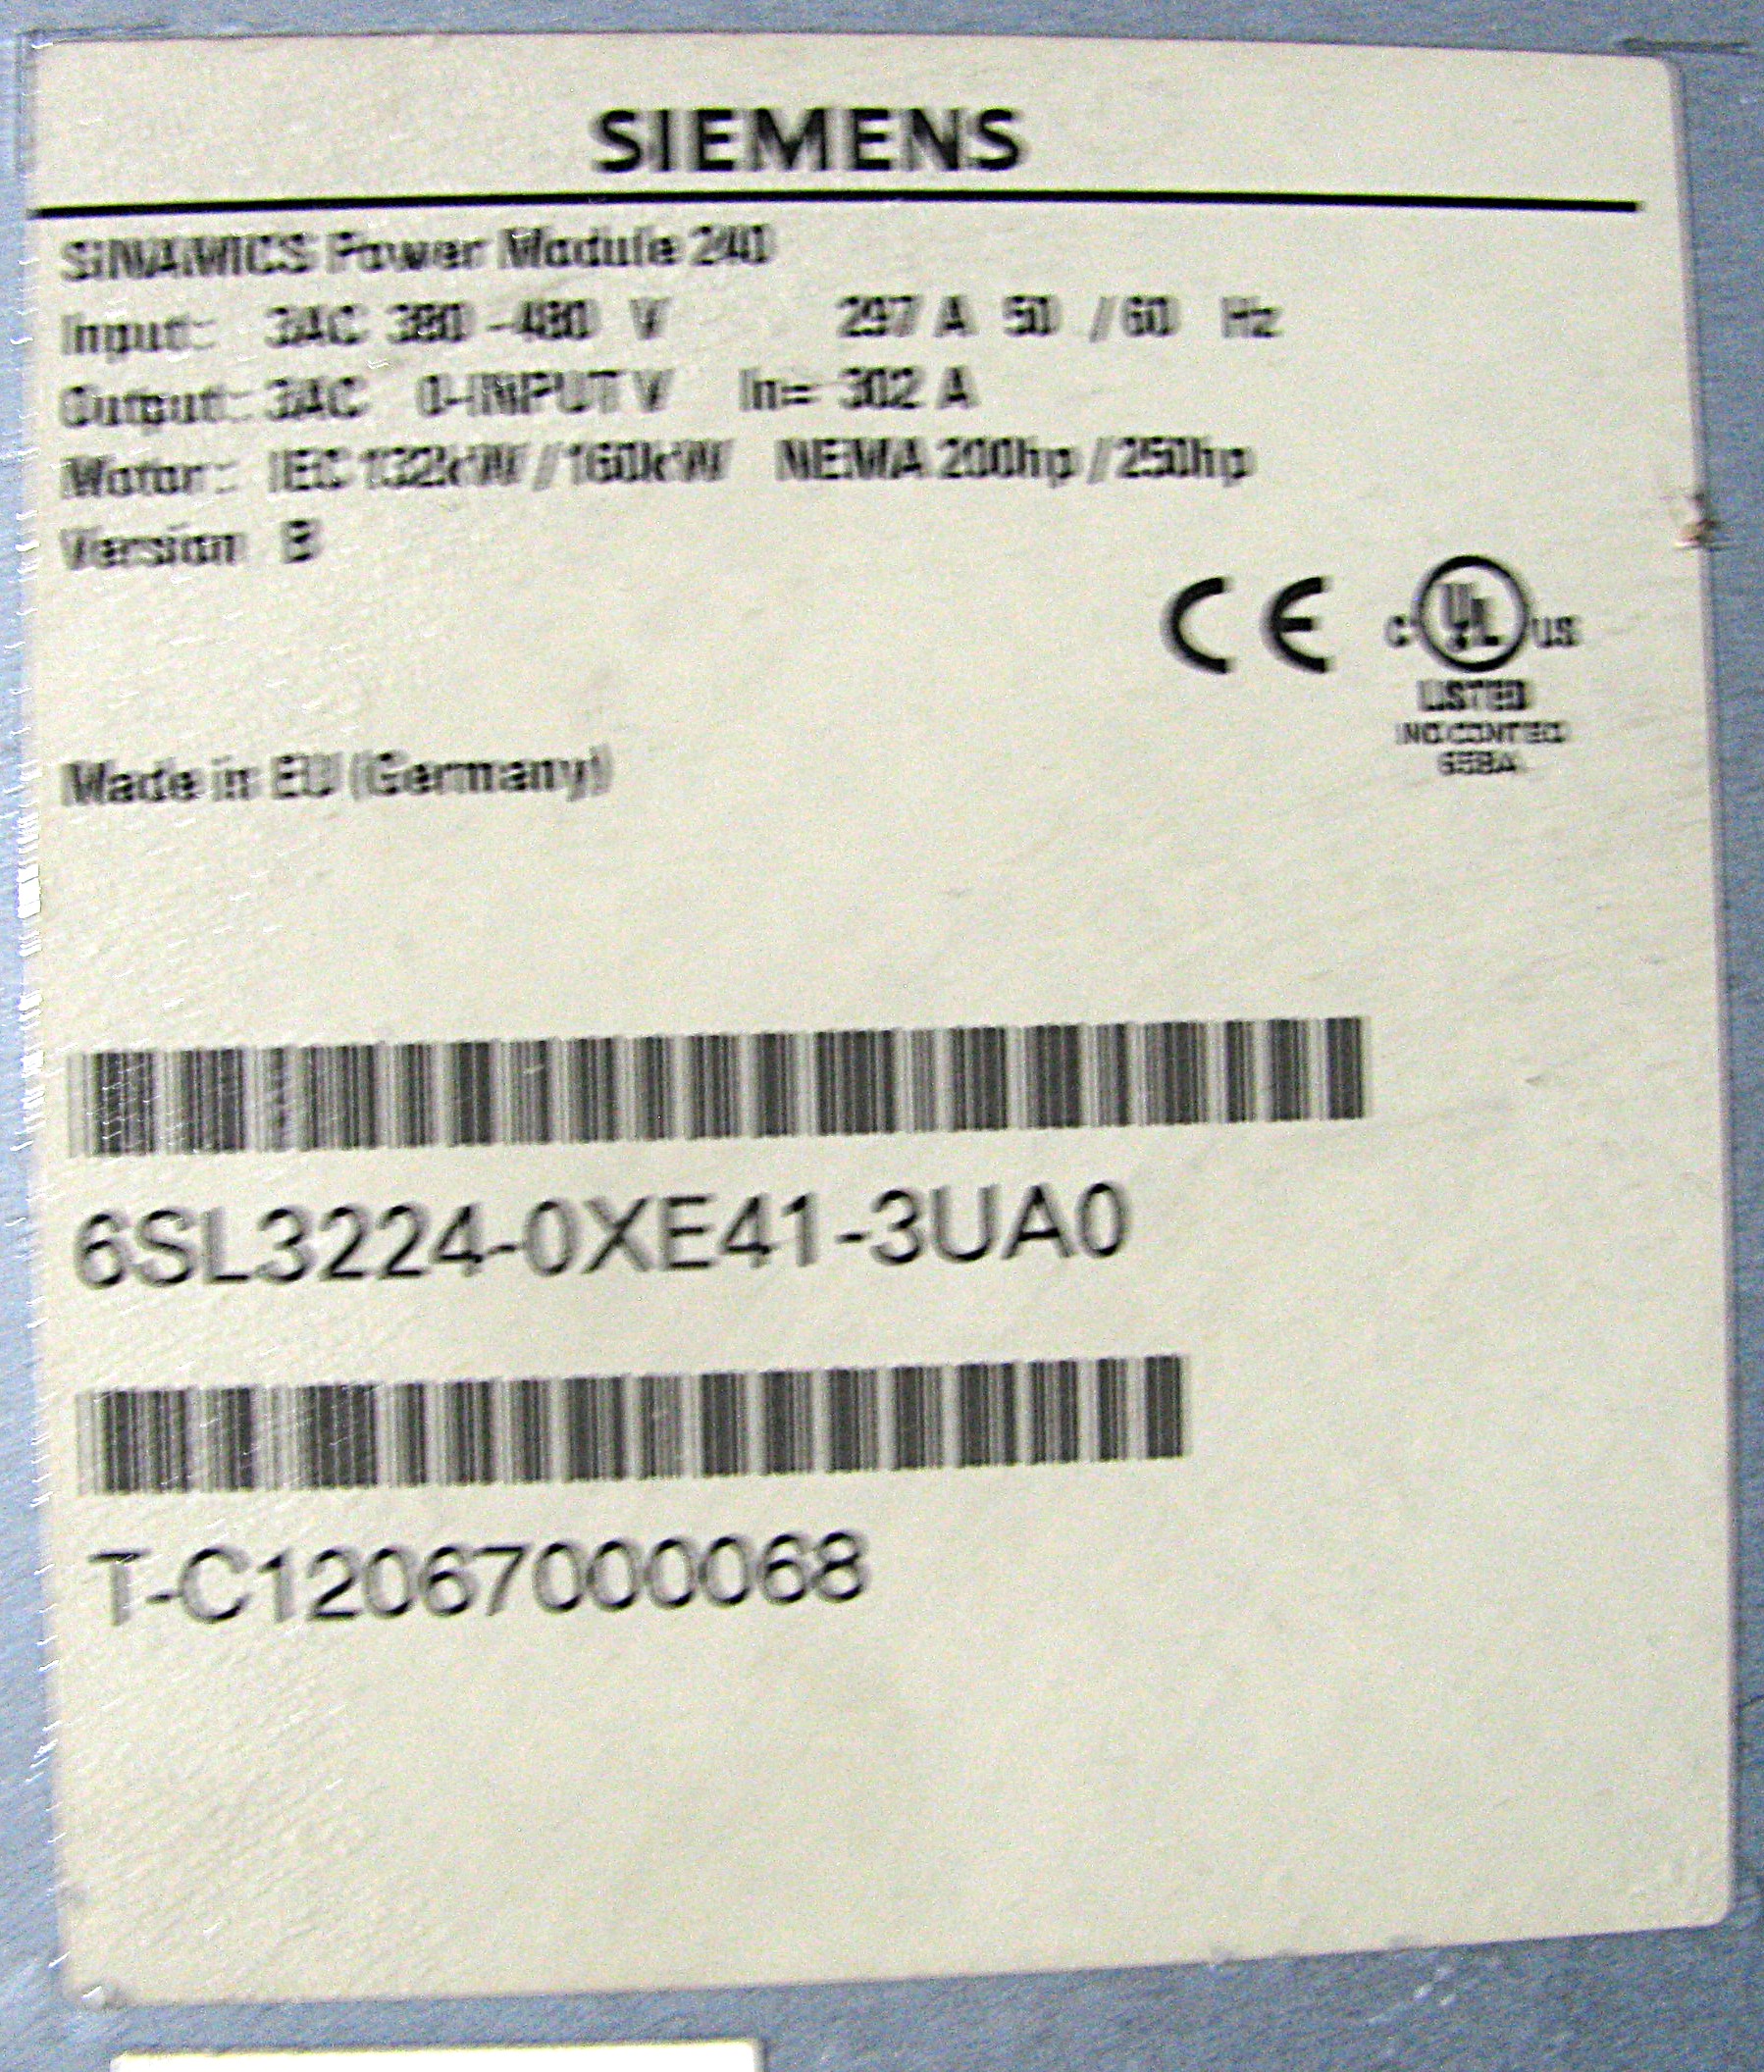 SIEMENS
SINAMICS Power Module 240
Input: 3AC 380-480 V 297 A 50 / 60 Hz
Output: 3AC 0-INPUT V In= 302 A
Motor: IEC 132kW / 160kW NEMA 200hp / 250hp
Version B
CE
C UL US
LISTED
IND.CONT.EQ.
658A
Made in EU (Germany)
6SL3224-0XE41-3UA0
T-C12067000068